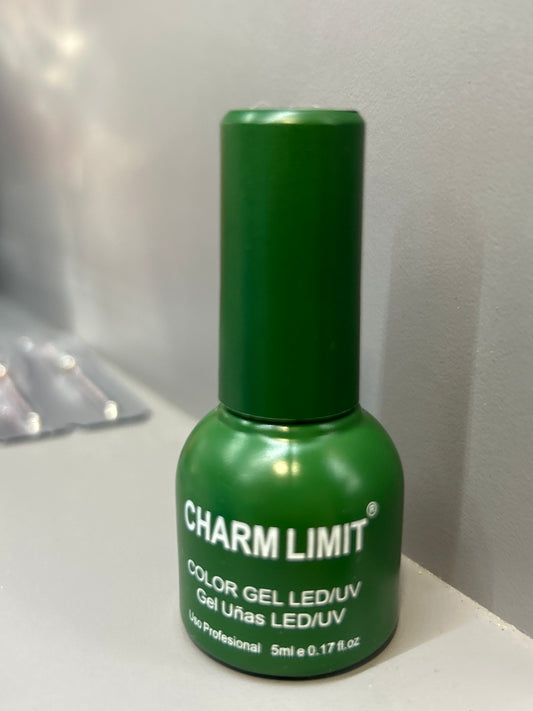 CHARM LIMIT®
COLOR GEL LED/UV
Gel Uñas LED/UV
Uso Profesional 5ml e 0.17 fl.oz